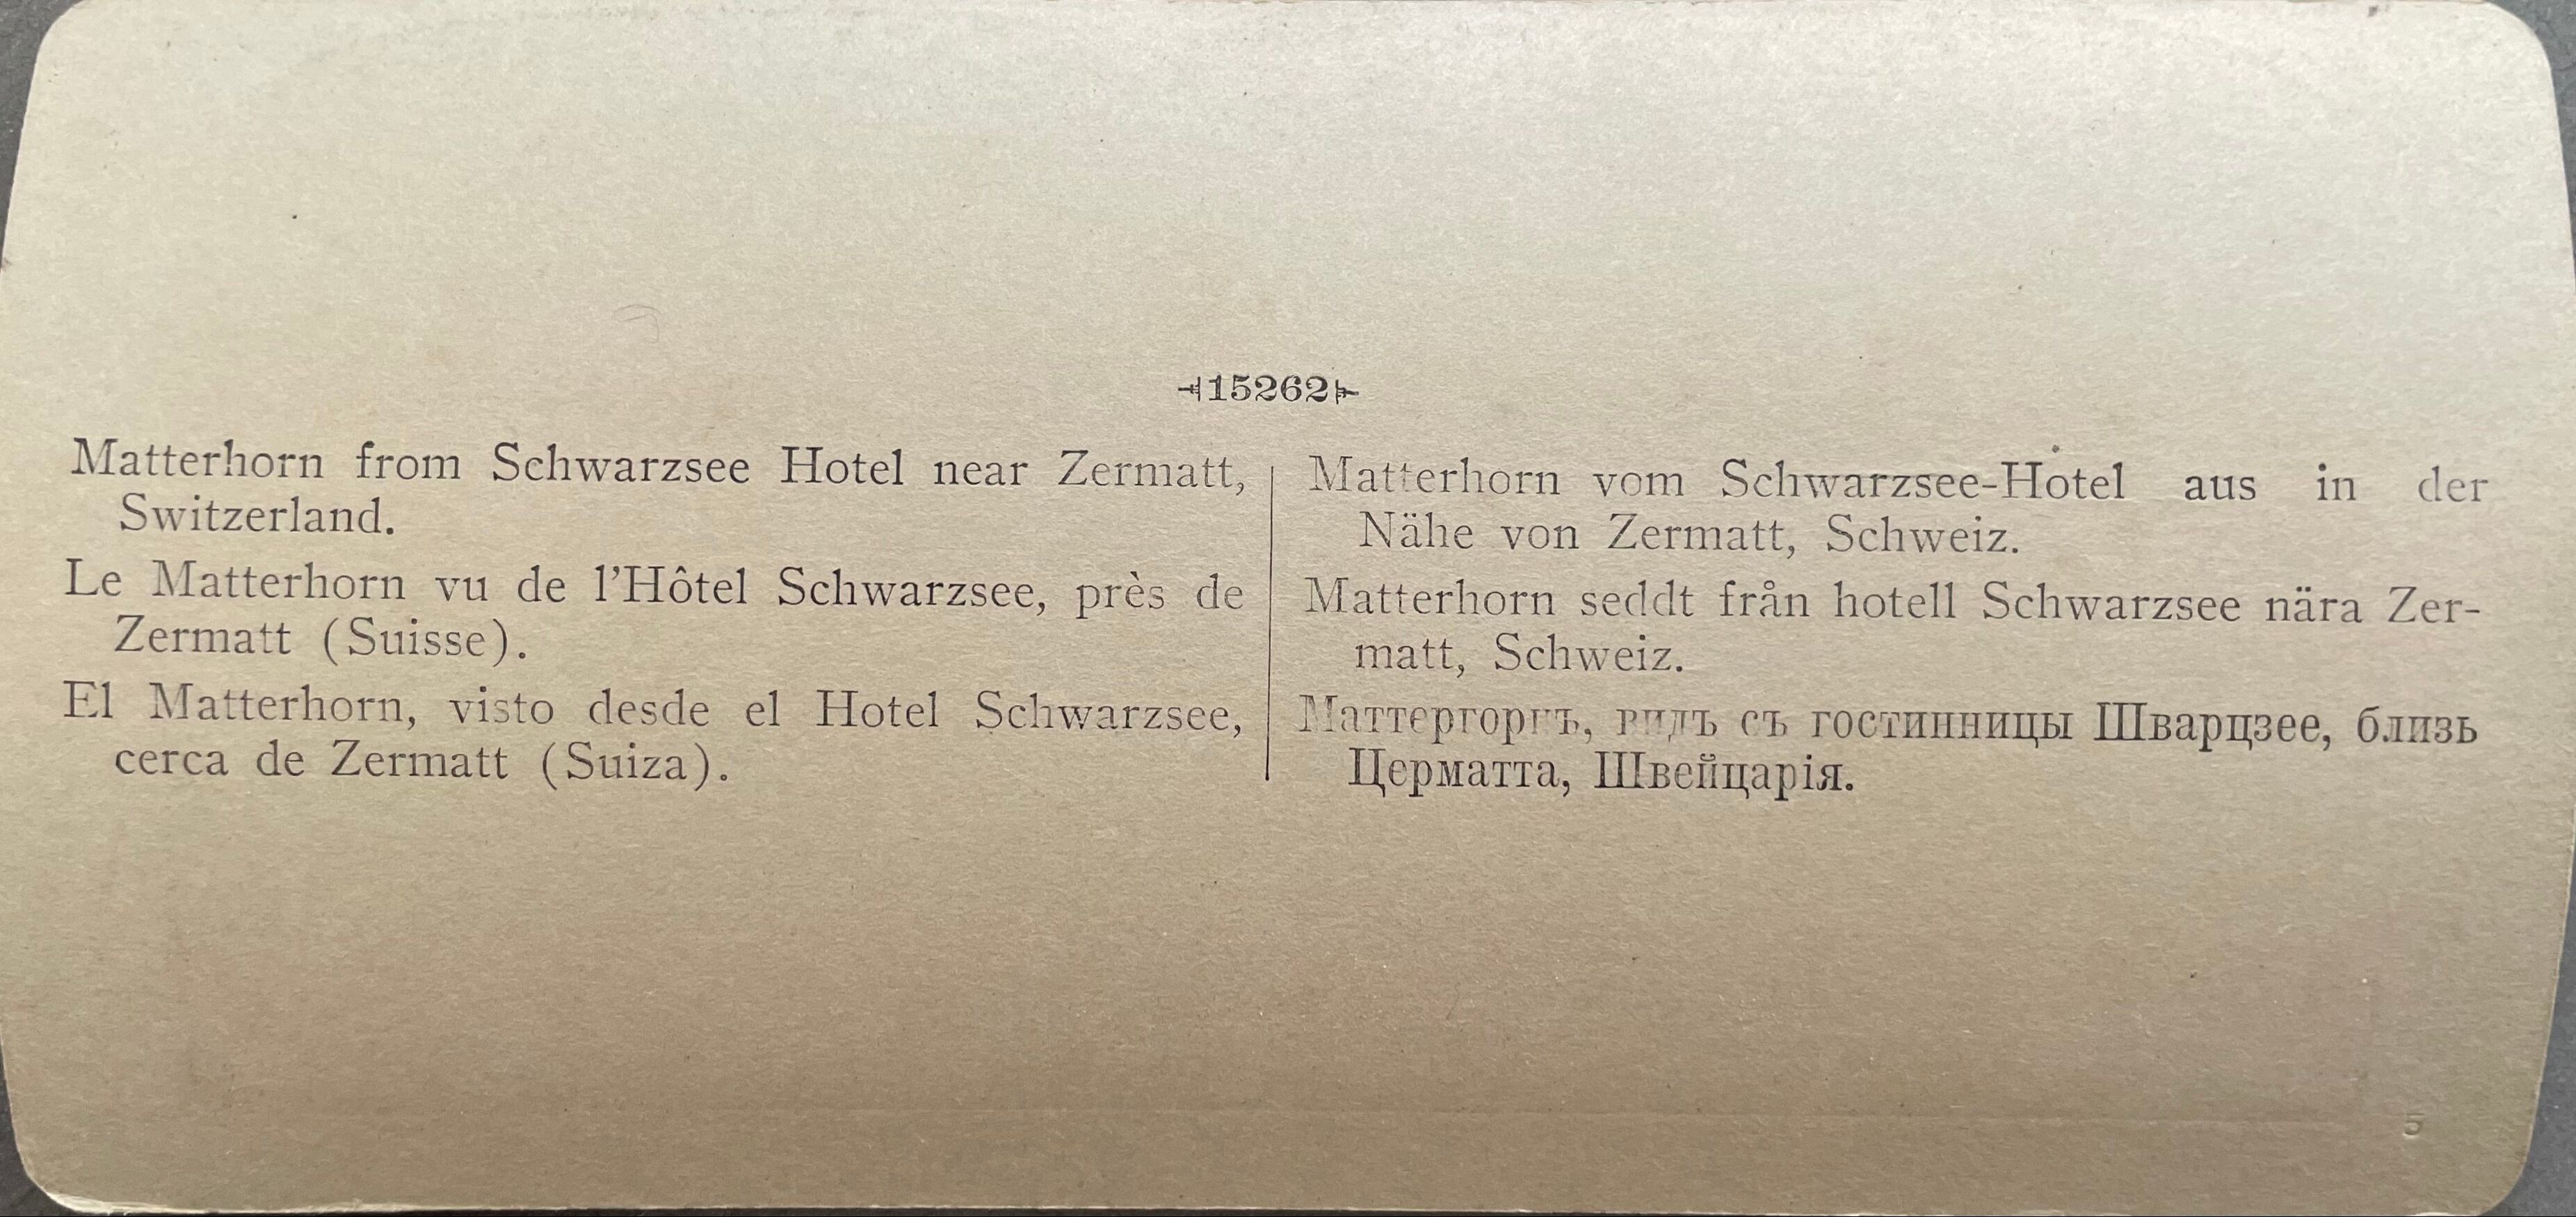 15262
Matterhorn from Schwarzsee Hotel near Zermatt,
Switzerland.
Le Matterhorn vu de l'Hôtel Schwarzsee, près de
Zermatt (Suisse).
El Matterhorn, visto desde el Hotel Schwarzsee,
cerca de Zermatt (Suiza).
Matterhorn vom Schwarzsee-Hotel aus in der
Nähe von Zermatt, Schweiz.
Matterhorn seddt från hotell Schwarzsee nära Zer-
matt, Schweiz.
Маттергорнъ, видъ съ гостинницы Шварцзее, близь
Церматта, Швейцарія.
5